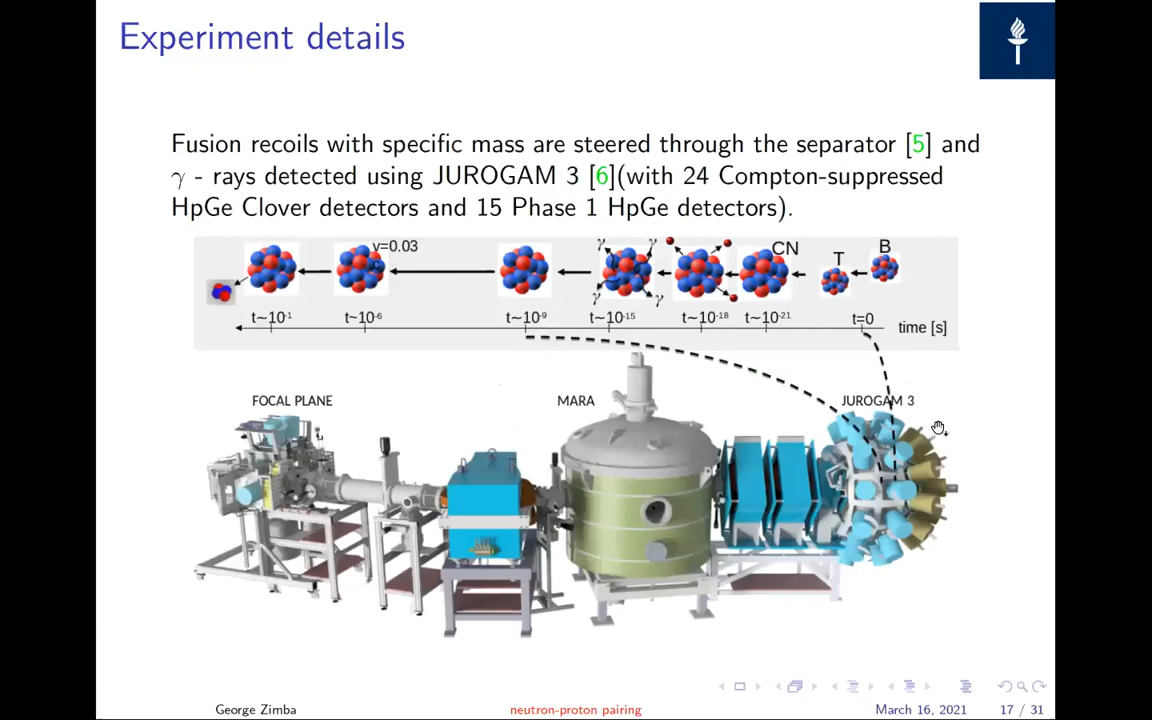 Experiment details
Fusion recoils with specific mass are steered through the separator [5] and
γ - rays detected using JUROGAM 3 [6](with 24 Compton-suppressed
HpGe Clover detectors and 15 Phase 1 HpGe detectors).
v=0.03
γ γ CN T B
γ γ
t~10⁻¹ t~10⁻⁶ t~10⁻⁹ t~10⁻¹⁵ t~10⁻¹⁸ t~10⁻²¹ t=0 time [s]
FOCAL PLANE MARA JUROGAM 3
George Zimba neutron-proton pairing March 16, 2021 17 / 31